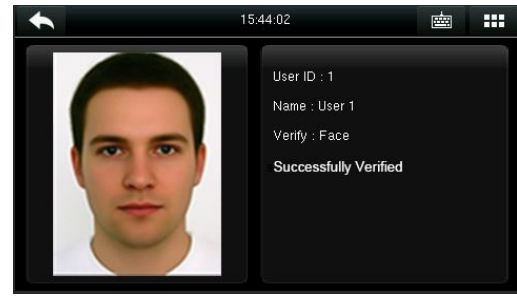 15:44:02
User ID : 1
Name : User 1
Verify : Face
Successfully Verified